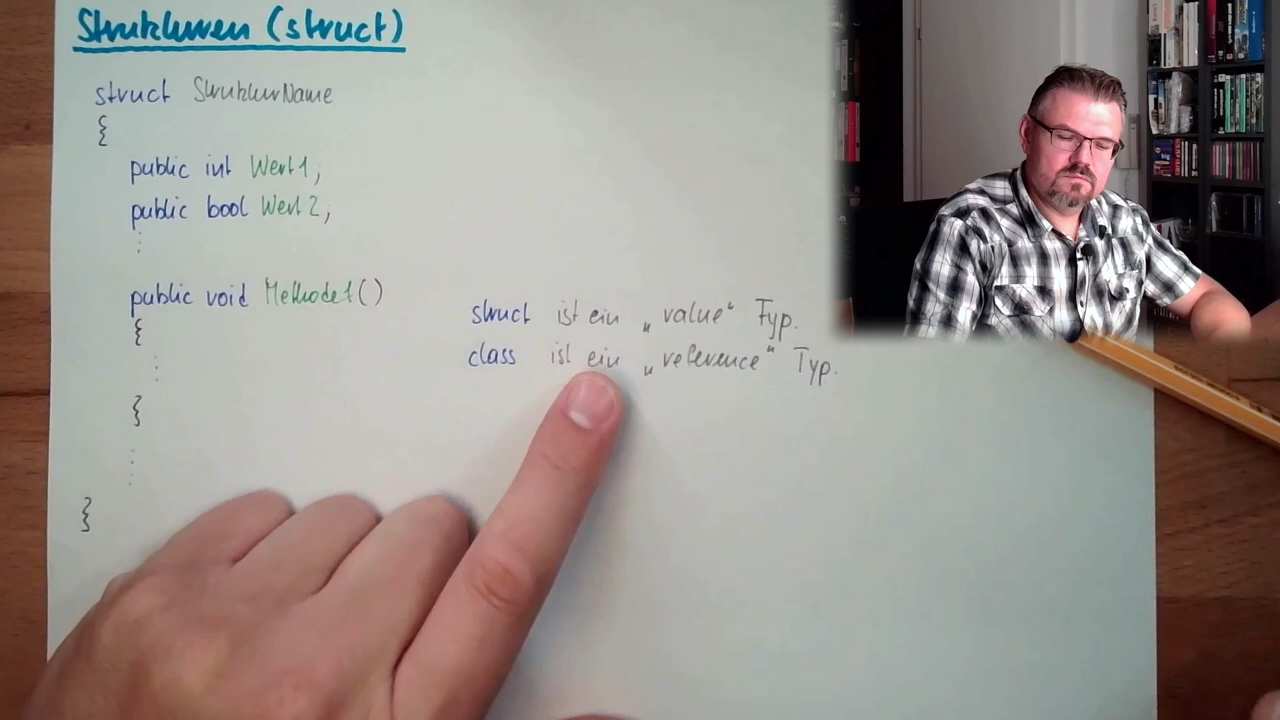 Strukturen (struct)
struct StrukturName
{
public int Wert1;
public bool Wert2;
⋮
public void Methode1()
{
⋮
}
⋮
}
struct ist ein „value“ Typ.
class ist ein „reference“ Typ.